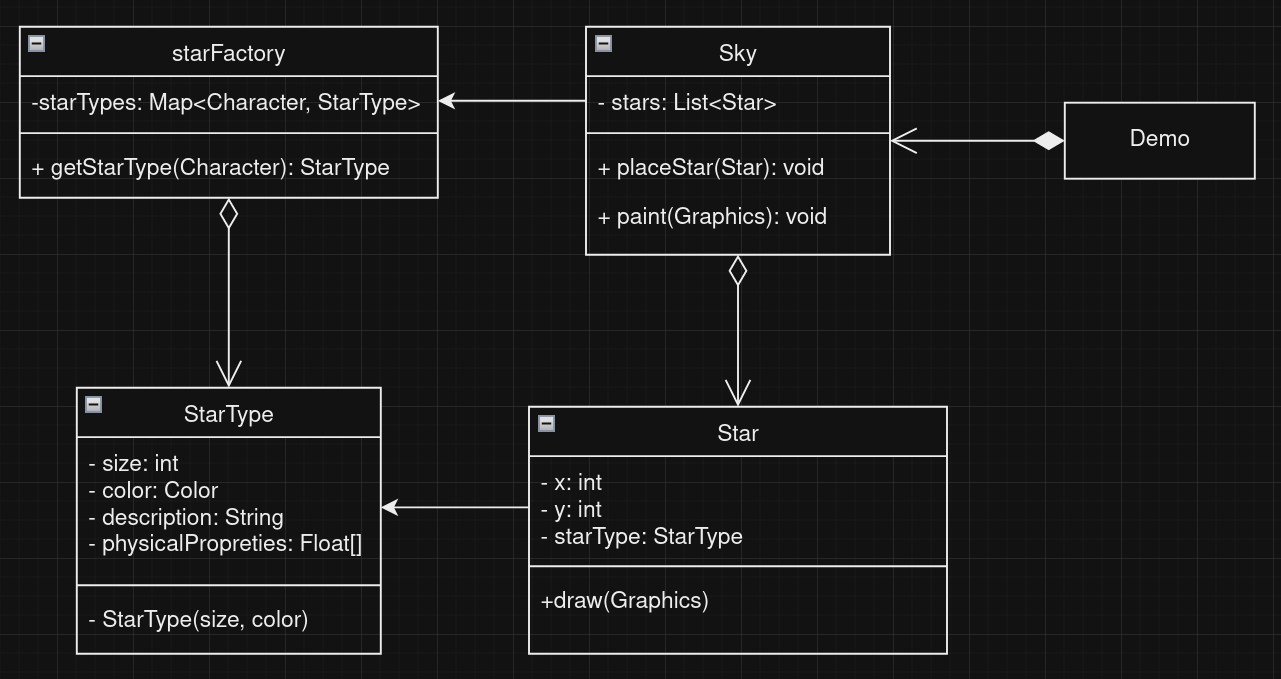 starFactory
-starTypes: Map<Character, StarType>
+ getStarType(Character): StarType
Sky
- stars: List<Star>
+ placeStar(Star): void
+ paint(Graphics): void
Demo
StarType
- size: int
- color: Color
- description: String
- physicalPropreties: Float[]
- StarType(size, color)
Star
- x: int
- y: int
- starType: StarType
+draw(Graphics)